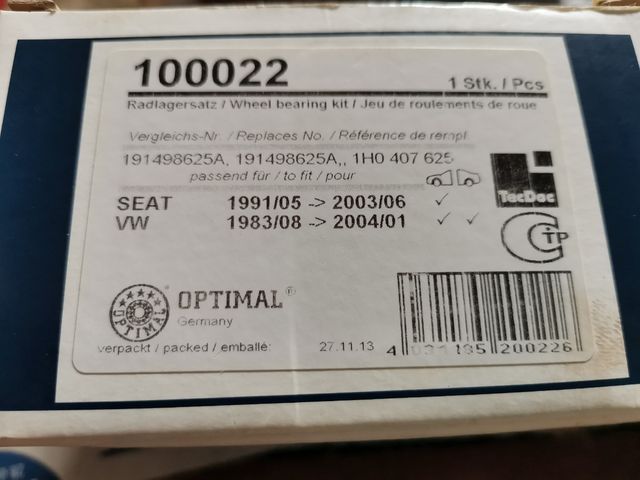 100022
1 Stk. / Pcs
Radlagersatz / Wheel bearing kit / Jeu de roulements de roue
Vergleichs-Nr. / Replaces No. / Référence de rempl.
191498625A, 191498625A,, 1H0 407 625
passend für / to fit / pour
SEAT 1991/05 -> 2003/06 ✓
VW 1983/08 -> 2004/01 ✓ ✓
TecDoc
OPTIMAL
OPTIMAL®
Germany
verpackt / packed / emballé: 27.11.13
200226